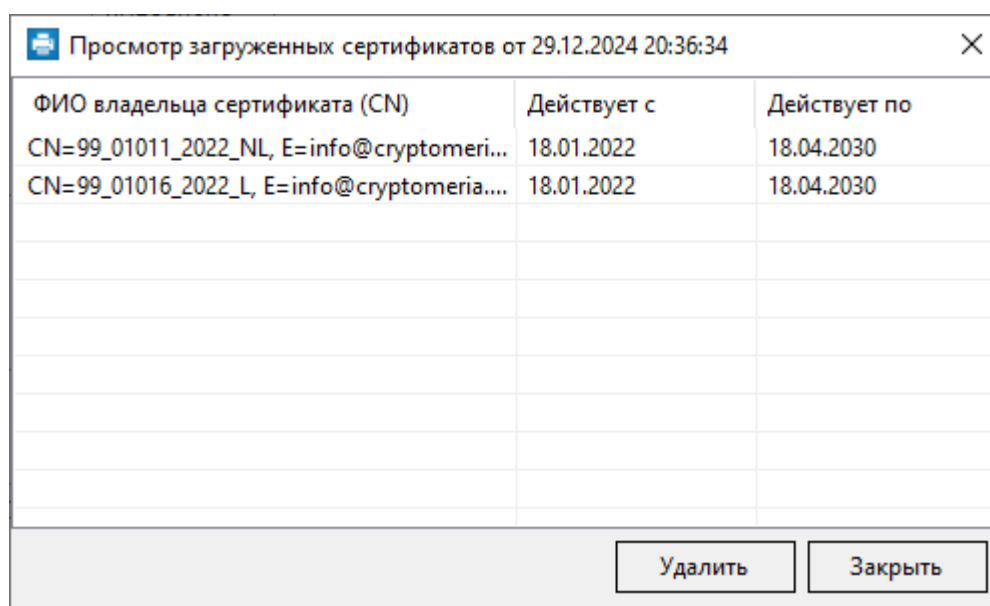 Просмотр загруженных сертификатов от 29.12.2024 20:36:34
ФИО владельца сертификата (CN) Действует с Действует по
CN=99_01011_2022_NL, E=info@cryptomeri... 18.01.2022 18.04.2030
CN=99_01016_2022_L, E=info@cryptomeria.... 18.01.2022 18.04.2030
Удалить Закрыть